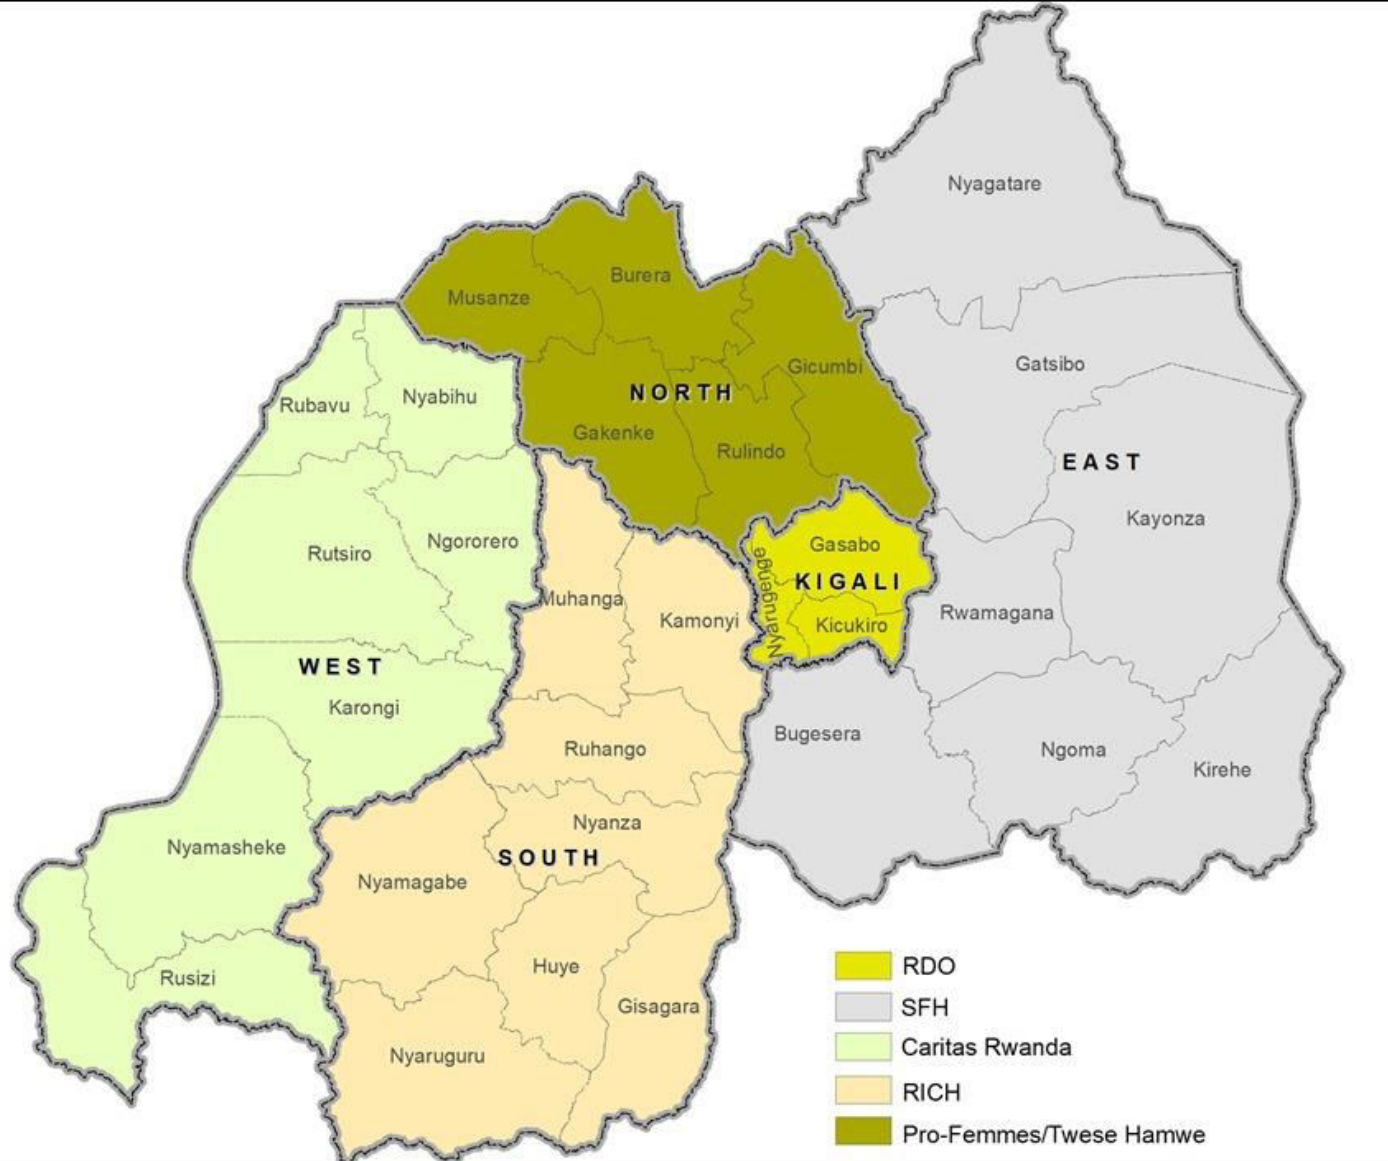 Nyagatare
Burera
Musanze
Gicumbi
Gatsibo
NORTH
Nyabihu
Rubavu
Gakenke
Rulindo
EAST
Kayonza
Ngororero
Rutsiro
Gasabo
KIGALI
Nyarugenge
Kicukiro
Rwamagana
Muhanga
Kamonyi
WEST
Karongi
Bugesera
Ruhango
Ngoma
Kirehe
Nyanza
Nyamasheke
SOUTH
Nyamagabe
Huye
Rusizi
Gisagara
Nyaruguru
RDO
SFH
Caritas Rwanda
RICH
Pro-Femmes/Twese Hamwe